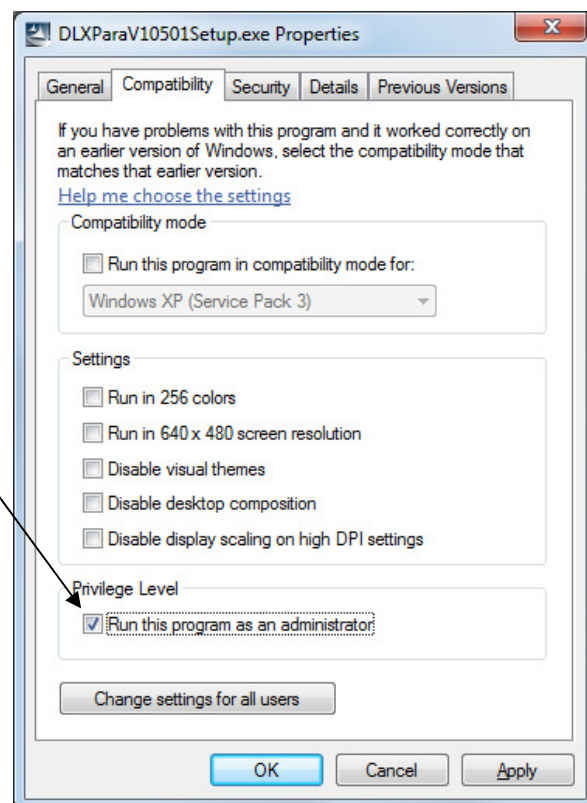 DLXParaV10501Setup.exe Properties
General Compatibility Security Details Previous Versions
If you have problems with this program and it worked correctly on
an earlier version of Windows, select the compatibility mode that
matches that earlier version.
Help me choose the settings
Compatibility mode
Run this program in compatibility mode for:
Windows XP (Service Pack 3)
Settings
Run in 256 colors
Run in 640 x 480 screen resolution
Disable visual themes
Disable desktop composition
Disable display scaling on high DPI settings
Privilege Level
Run this program as an administrator
Change settings for all users
OK Cancel Apply